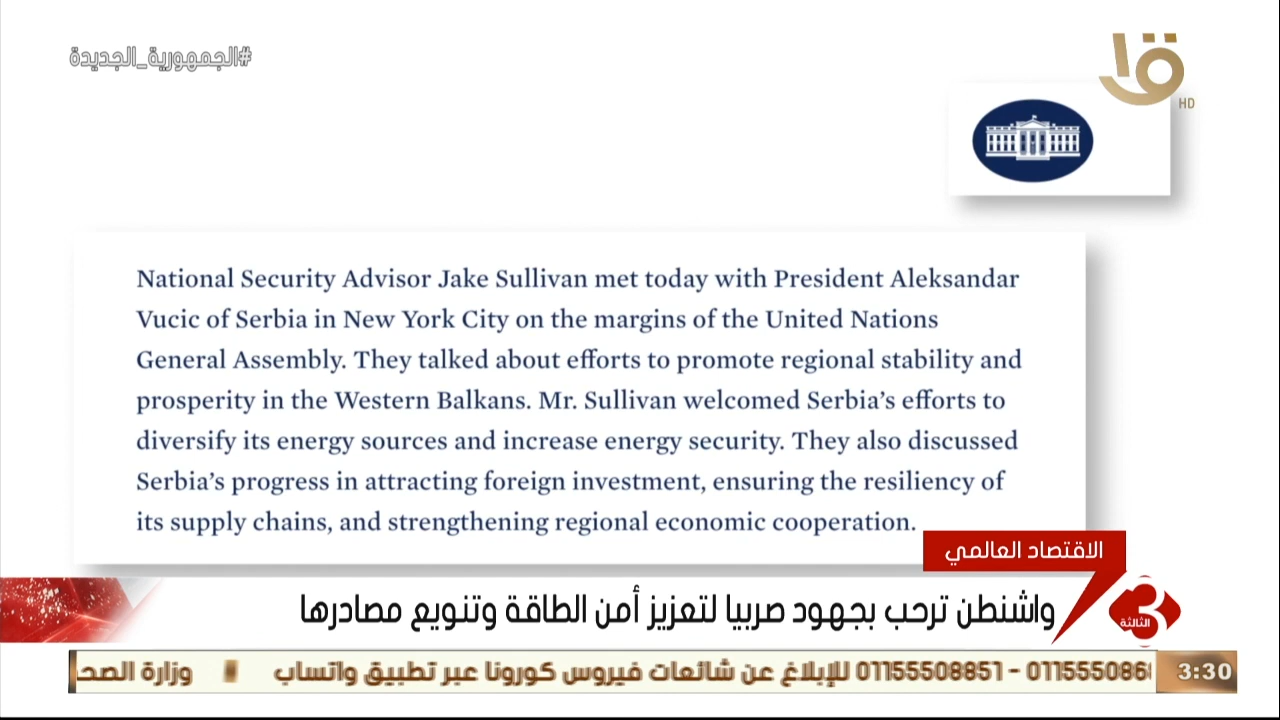 #الجمهورية_الجديدة
HD
National Security Advisor Jake Sullivan met today with President Aleksandar
Vucic of Serbia in New York City on the margins of the United Nations
General Assembly. They talked about efforts to promote regional stability and
prosperity in the Western Balkans. Mr. Sullivan welcomed Serbia’s efforts to
diversify its energy sources and increase energy security. They also discussed
Serbia’s progress in attracting foreign investment, ensuring the resiliency of
its supply chains, and strengthening regional economic cooperation.
الاقتصاد العالمي
واشنطن ترحب بجهود صربيا لتعزيز أمن الطاقة وتنويع مصادرها
3 الثالثة
01155508851 - للإبلاغ عن شائعات فيروس كورونا عبر تطبيق واتساب
وزارة
3:30